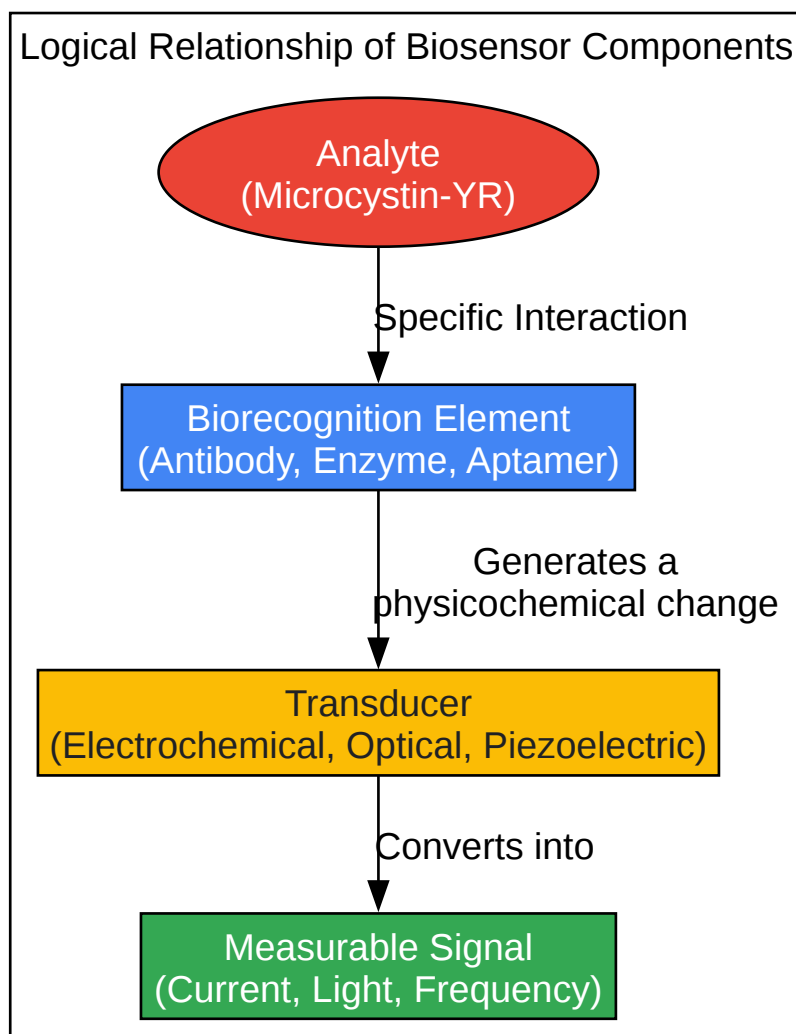 Logical Relationship of Biosensor Components
Analyte
(Microcystin-YR)
Specific Interaction
Biorecognition Element
(Antibody, Enzyme, Aptamer)
Generates a
physicochemical change
Transducer
(Electrochemical, Optical, Piezoelectric)
Converts into
Measurable Signal
(Current, Light, Frequency)